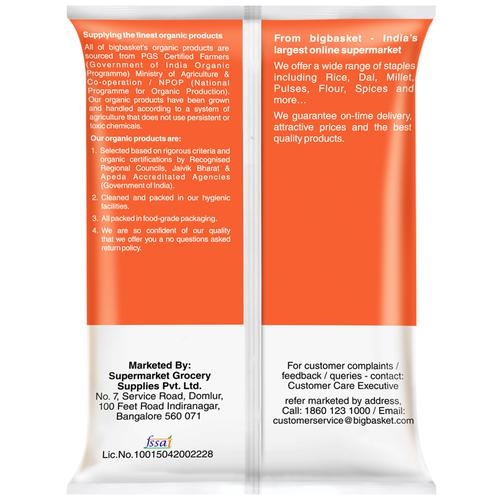 Supplying the finest organic products
All of bigbasket's organic products are
sourced from PGS Certified Farmers
(Government of India Organic
Programme) Ministry of Agriculture &
Co-operation / NPOP (National
Programme for Organic Production).
Our organic products have been grown
and handled according to a system of
agriculture that does not use persistent or
toxic chemicals.
Our organic products are:
1. Selected based on rigorous criteria and
organic certifications by Recognised
Regional Councils, Jaivik Bharat &
Apeda Accredited Agencies
(Government of India).
2. Cleaned and packed in our hygienic
facilities.
3. All packed in food-grade packaging.
4. We are so confident of our quality
that we offer you a no questions asked
return policy.
Marketed By:
Supermarket Grocery
Supplies Pvt. Ltd.
No. 7, Service Road, Domlur,
100 Feet Road Indiranagar,
Bangalore 560 071
fssai
Lic.No.10015042002228
From bigbasket - India's
largest online supermarket
We offer a wide range of staples
including Rice, Dal, Millet,
Pulses, Flour, Spices and
more...
We guarantee on-time delivery,
attractive prices and the best
quality products.
For customer complaints /
feedback / queries - contact:
Customer Care Executive
refer marketed by address,
Call: 1860 123 1000 / Email:
customerservice@bigbasket.com